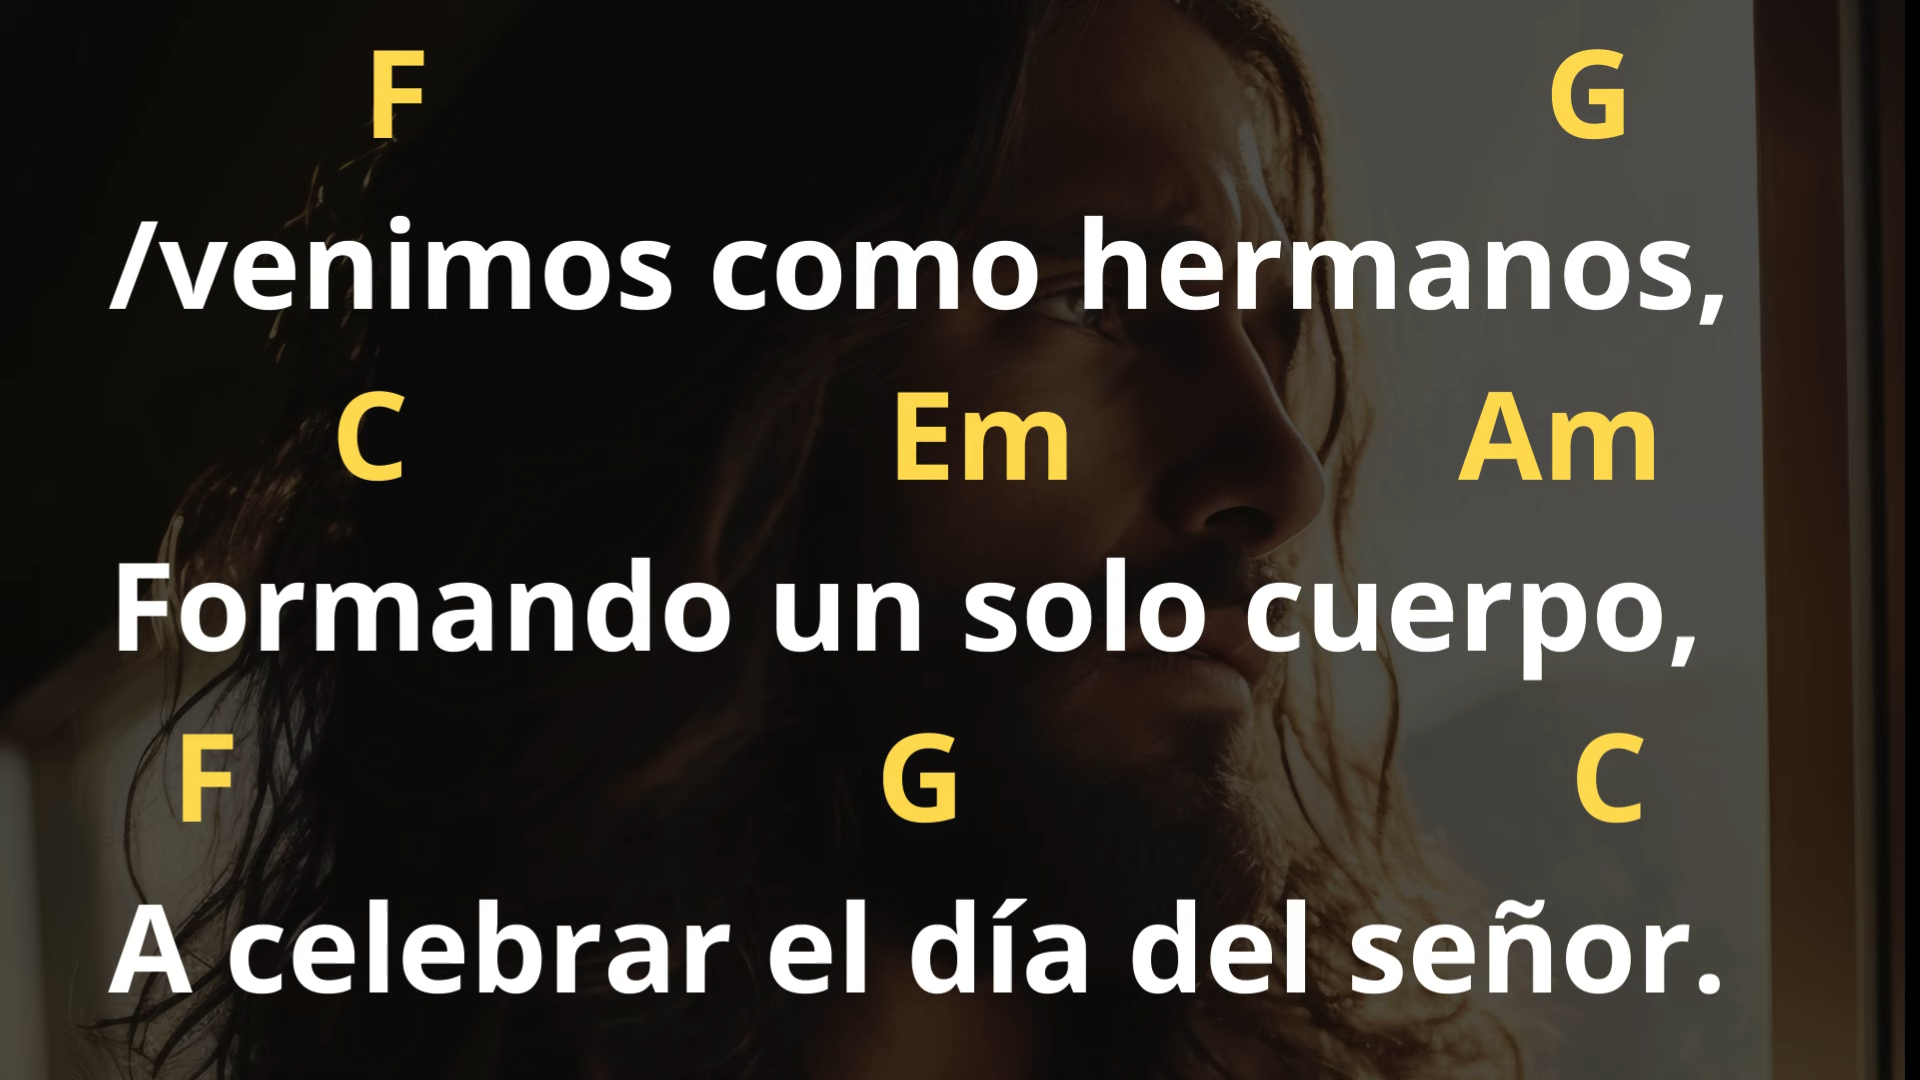 F G
/venimos como hermanos,
C Em Am
Formando un solo cuerpo,
F G C
A celebrar el día del señor.